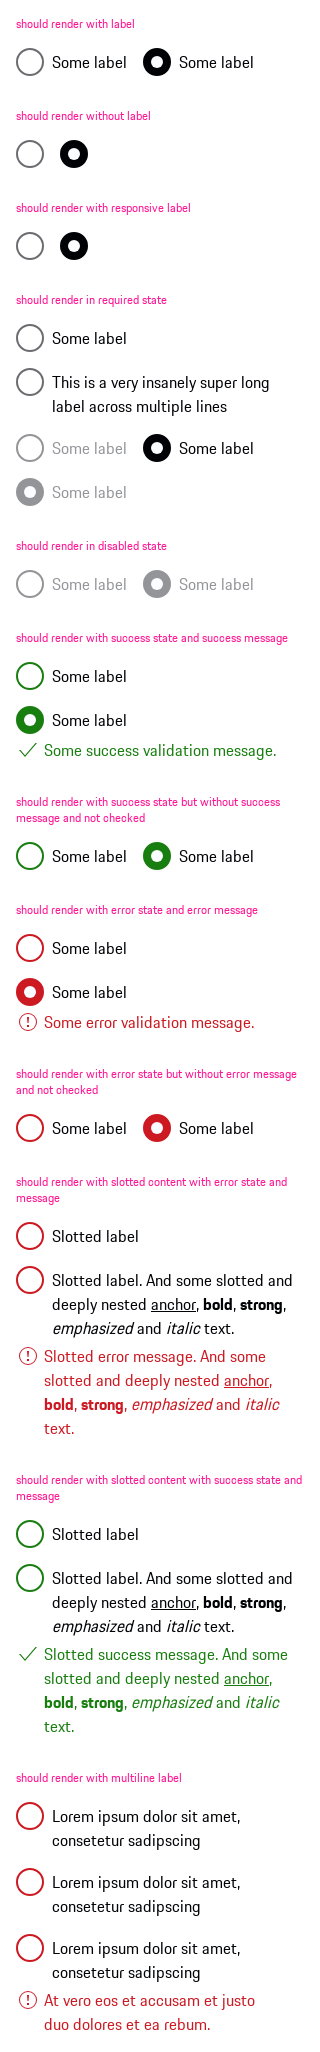 should render with label
Some label Some label
should render without label
should render with responsive label
should render in required state
Some label
This is a very insanely super long
label across multiple lines
Some label Some label
Some label
should render in disabled state
Some label Some label
should render with success state and success message
Some label
Some label
Some success validation message.
should render with success state but without success
message and not checked
Some label Some label
should render with error state and error message
Some label
Some label
Some error validation message.
should render with error state but without error message
and not checked
Some label Some label
should render with slotted content with error state and
message
Slotted label
Slotted label. And some slotted and
deeply nested anchor, bold, strong,
emphasized and italic text.
Slotted error message. And some
slotted and deeply nested anchor,
bold, strong, emphasized and italic
text.
should render with slotted content with success state and
message
Slotted label
Slotted label. And some slotted and
deeply nested anchor, bold, strong,
emphasized and italic text.
Slotted success message. And some
slotted and deeply nested anchor,
bold, strong, emphasized and italic
text.
should render with multiline label
Lorem ipsum dolor sit amet,
consetetur sadipscing
Lorem ipsum dolor sit amet,
consetetur sadipscing
Lorem ipsum dolor sit amet,
consetetur sadipscing
At vero eos et accusam et justo
duo dolores et ea rebum.